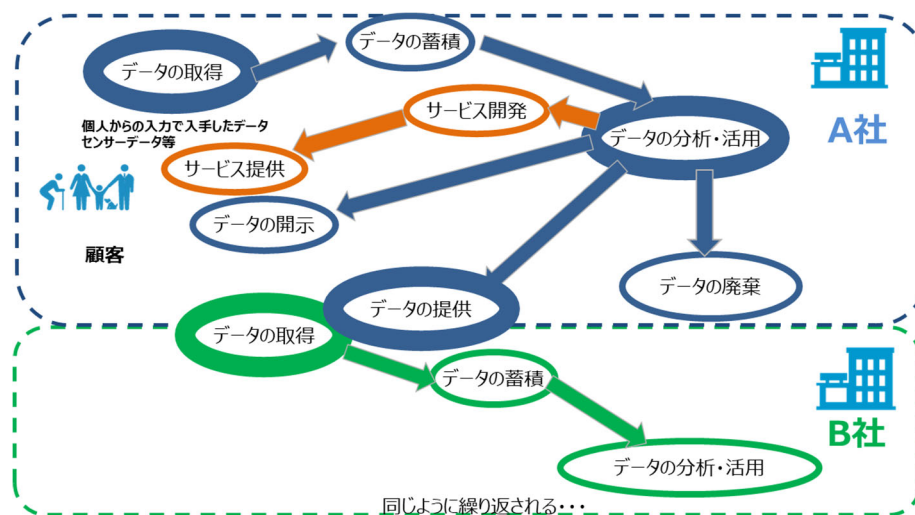 データの蓄積
データの取得
サービス開発
A社
データの分析・活用
個人からの入力で入手したデータ
センサーデータ等
サービス提供
データの開示
顧客
データの廃棄
データの提供
データの取得
データの蓄積
B社
データの分析・活用
同じように繰り返される・・・